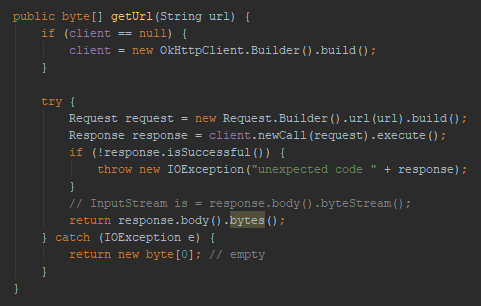 public byte[] getUrl(String url) {
    if (client == null) {
        client = new OkHttpClient.Builder().build();
    }

    try {
        Request request = new Request.Builder().url(url).build();
        Response response = client.newCall(request).execute();
        if (!response.isSuccessful()) {
            throw new IOException("unexpected code " + response);
        }
        // InputStream is = response.body().byteStream();
        return response.body().bytes();
    } catch (IOException e) {
        return new byte[0]; // empty
    }
}